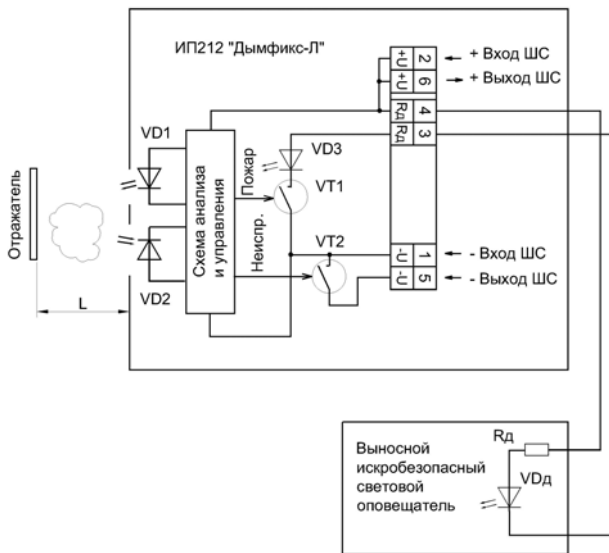 ИП212 "Дымфикс-Л"
+U 2 + Вход ШС
+U 6 + Выход ШС
Rд 4
Rд 3
VD1
VD3
Пожар
VT1
Отражатель
Схема анализа
и управления
Неиспр.
VT2
-U 1 - Вход ШС
-U 5 - Выход ШС
VD2
L
Выносной
искробезопасный
световой
оповещатель
Rд
VDд